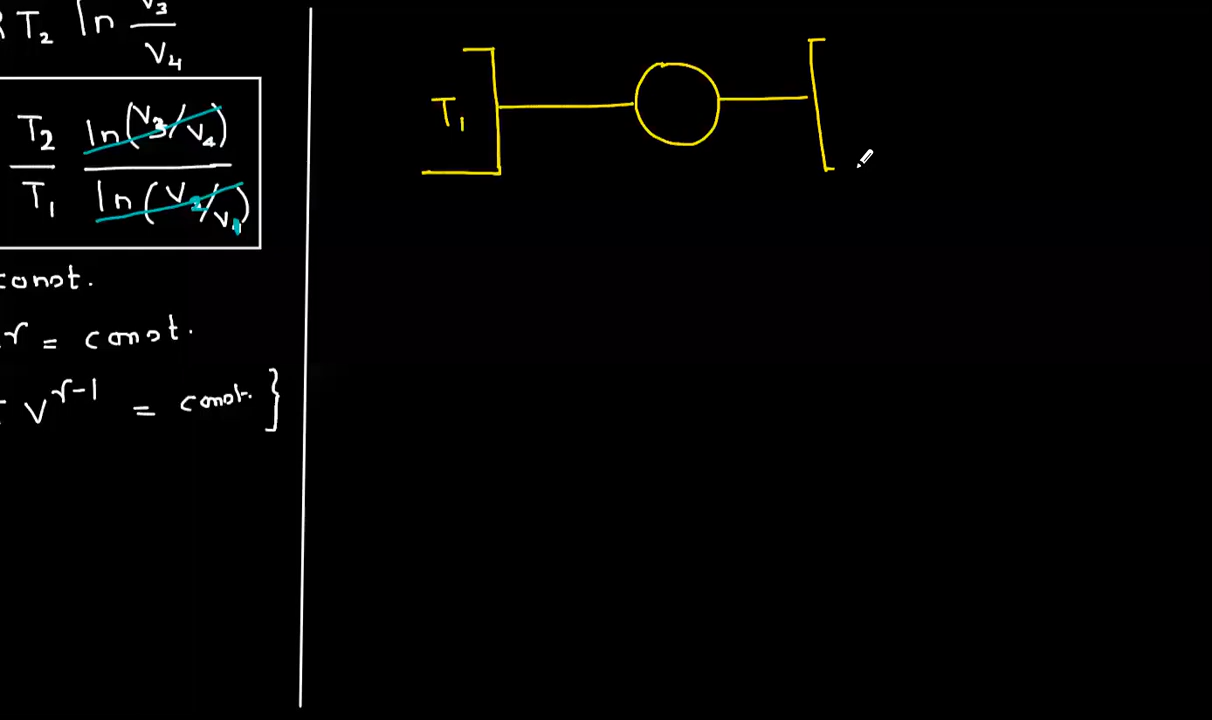 T₂ ln V₃/V₄
T₂/T₁ ln(V₃/V₄)/ln(V₂/V₁)
const.
γ = const.
V^γ-1 = const. }
T₁